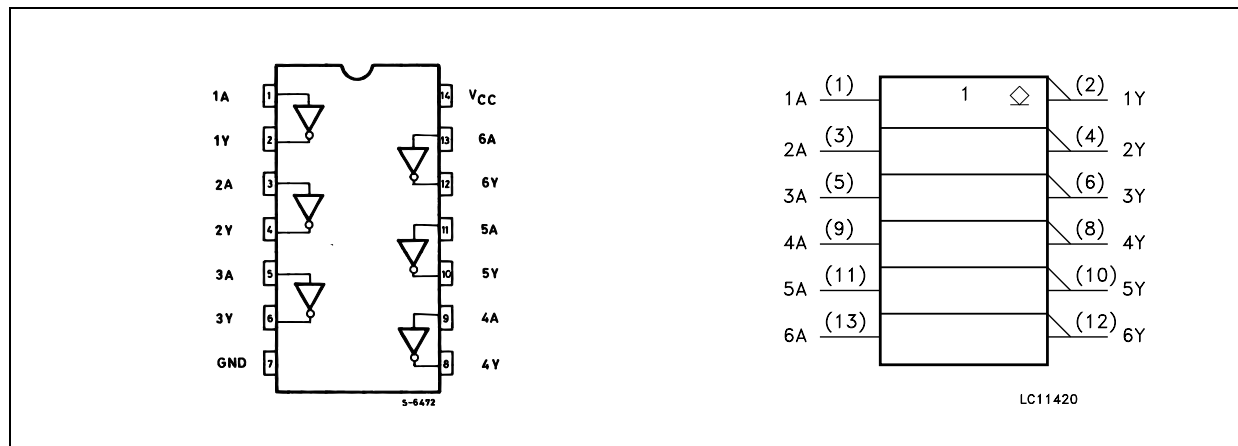 1A 1 14 VCC
1Y 2 13 6A
2A 3 12 6Y
2Y 4 11 5A
3A 5 10 5Y
3Y 6 9 4A
GND 7 8 4Y
S-6472
1A (1) 1 (2) 1Y
2A (3) (4) 2Y
3A (5) (6) 3Y
4A (9) (8) 4Y
5A (11) (10) 5Y
6A (13) (12) 6Y
LC11420